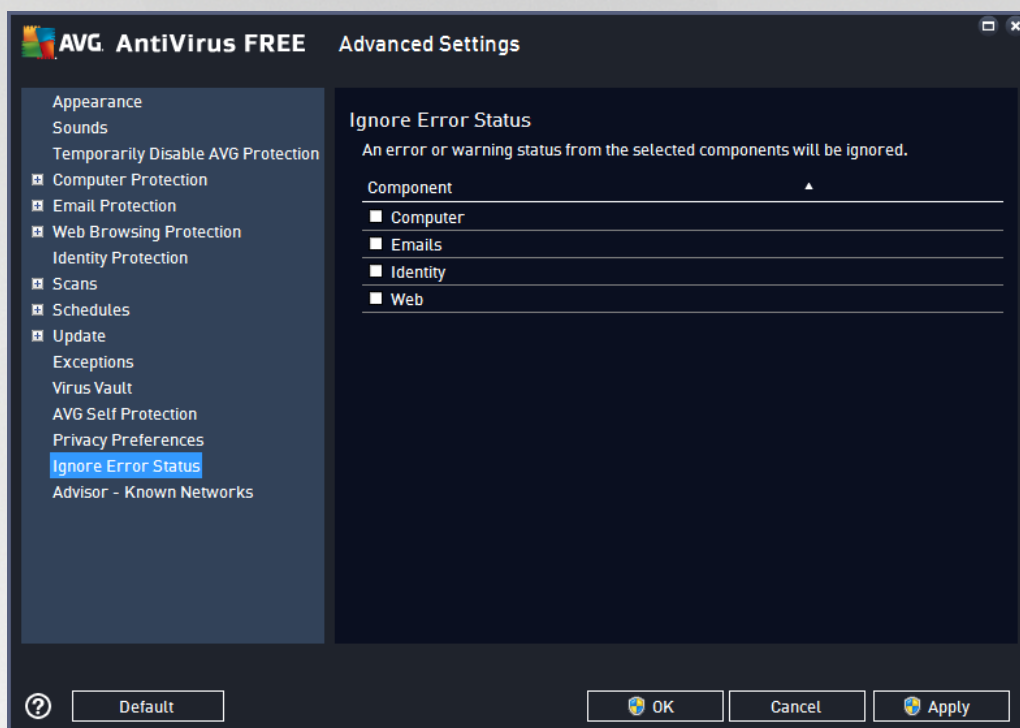 AVG. AntiVirus FREE Advanced Settings
Appearance
Sounds
Temporarily Disable AVG Protection
Computer Protection
Email Protection
Web Browsing Protection
Identity Protection
Scans
Schedules
Update
Exceptions
Virus Vault
AVG Self Protection
Privacy Preferences
Ignore Error Status
Advisor - Known Networks
Ignore Error Status
An error or warning status from the selected components will be ignored.
Component
Computer
Emails
Identity
Web
? Default OK Cancel Apply